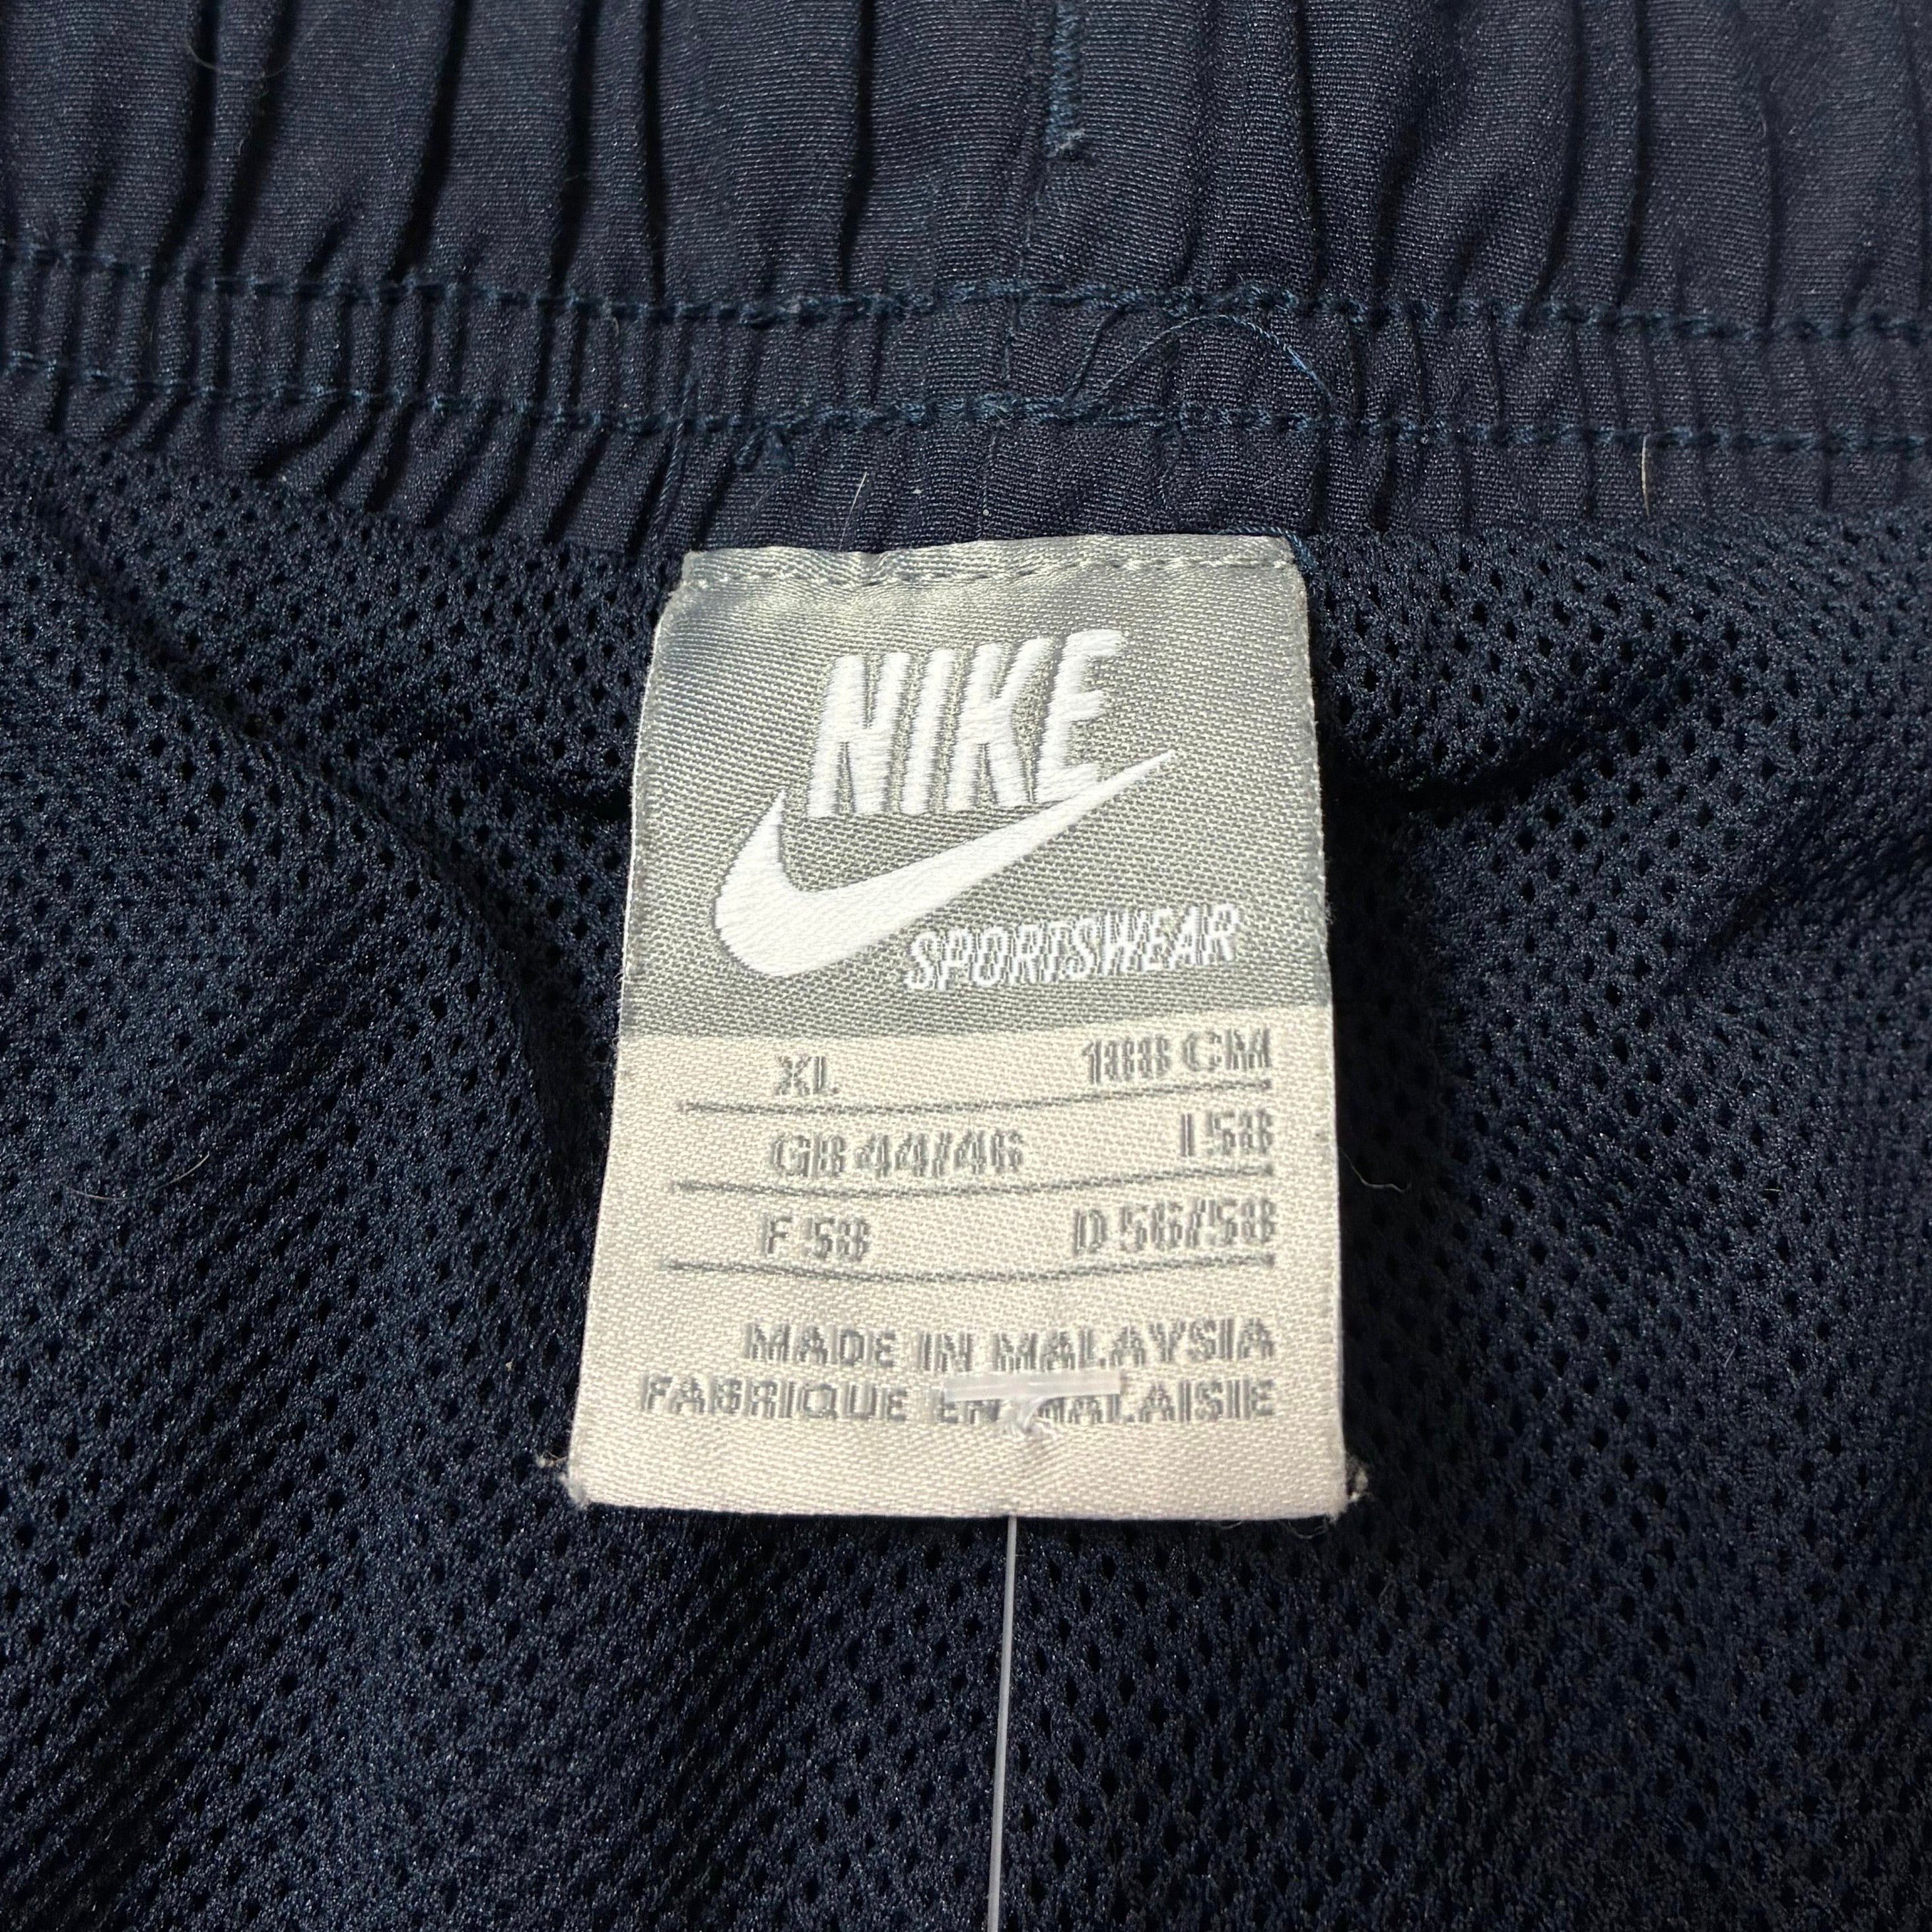 NIKE
SPORTSWEAR
XL 188 CM
GB 44/46 I 58
F 58 D 56/58
MADE IN MALAYSIA
FABRIQUE EN MALAISIE